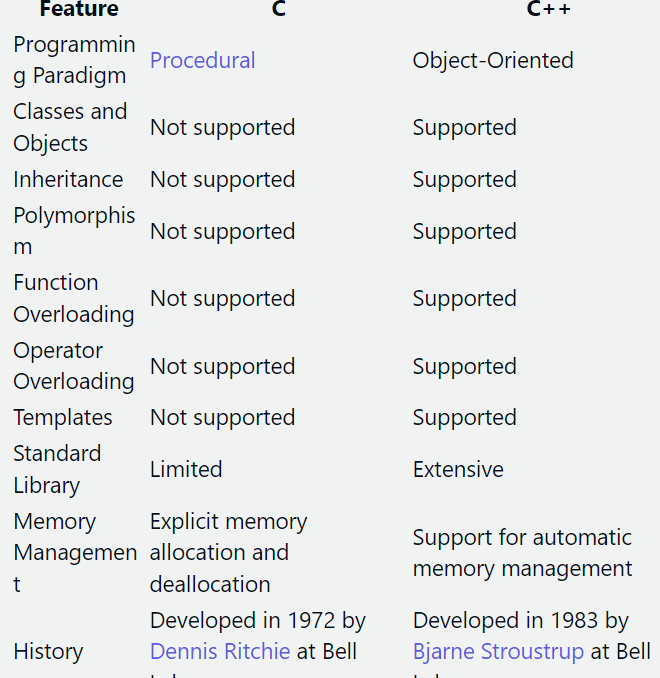 Feature C C++
Programmin
g Paradigm Procedural Object-Oriented
Classes and
Objects Not supported Supported
Inheritance Not supported Supported
Polymorphis
m Not supported Supported
Function
Overloading Not supported Supported
Operator
Overloading Not supported Supported
Templates Not supported Supported
Standard
Library Limited Extensive
Memory
Managemen
t
Explicit memory
allocation and
deallocation
Support for automatic
memory management
History
Developed in 1972 by
Dennis Ritchie at Bell
Developed in 1983 by
Bjarne Stroustrup at Bell